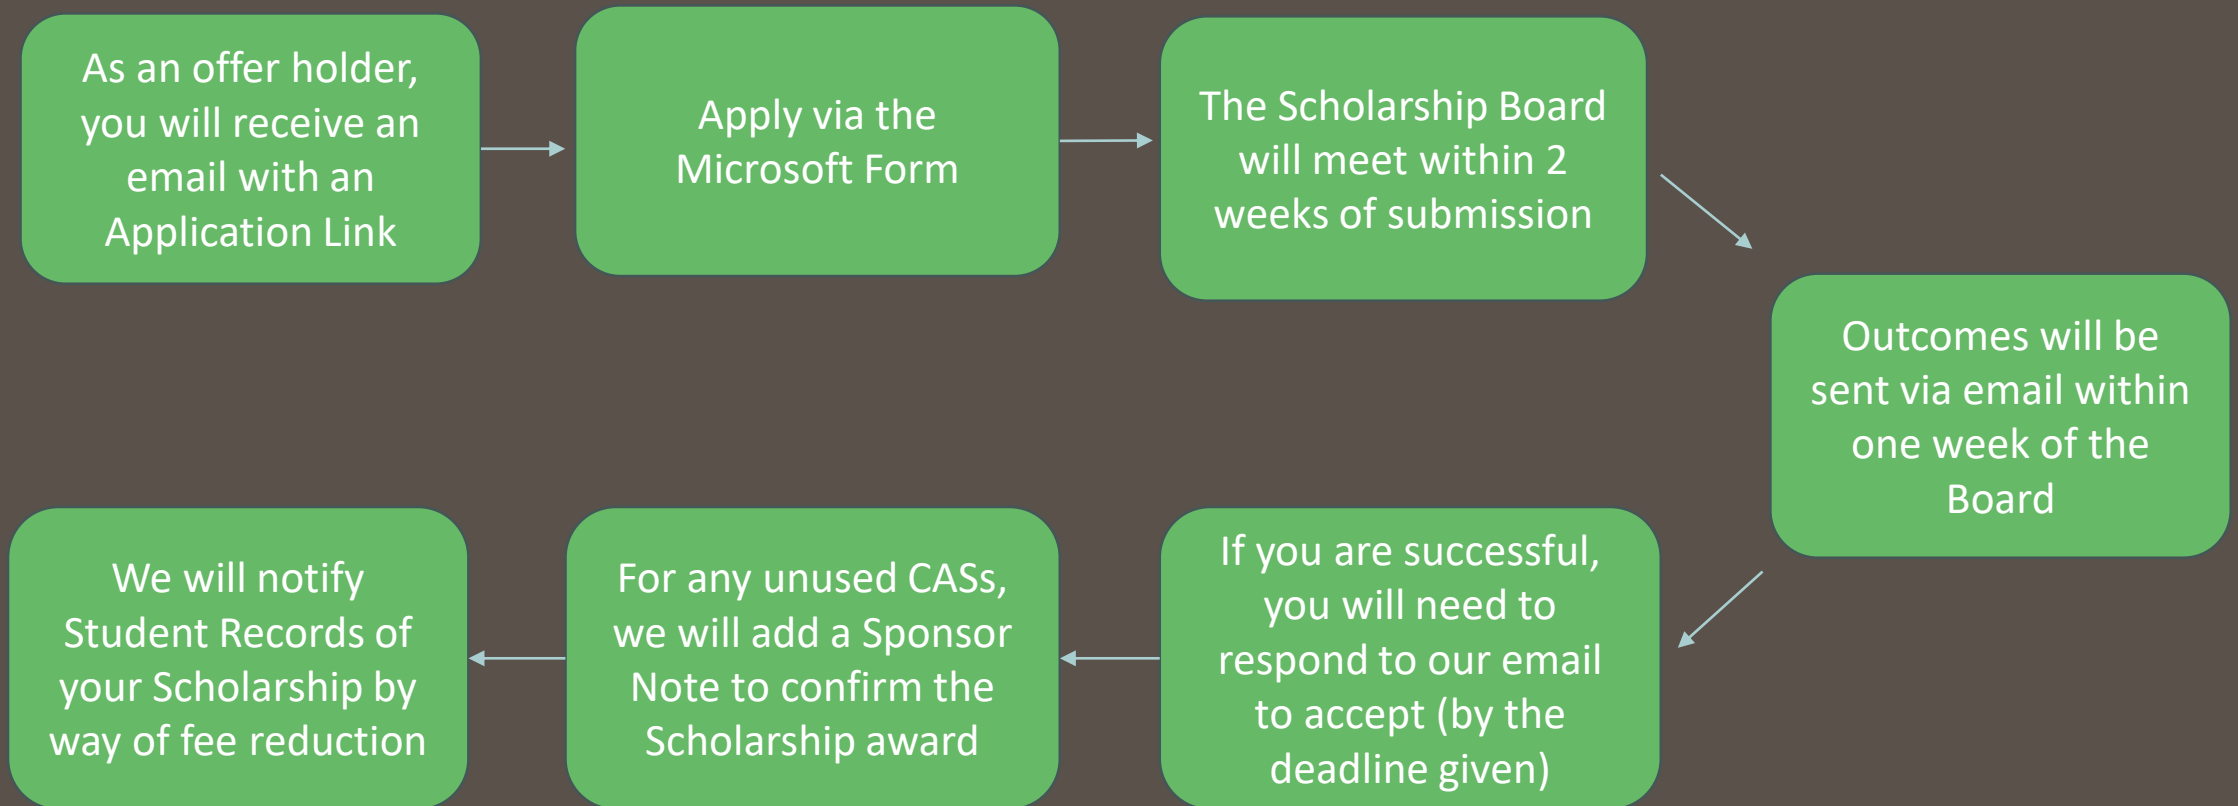 As an offer holder,
you will receive an
email with an
Application Link
Apply via the
Microsoft Form
The Scholarship Board
will meet within 2
weeks of submission
Outcomes will be
sent via email within
one week of the
Board
If you are successful,
you will need to
respond to our email
to accept (by the
deadline given)
For any unused CASs,
we will add a Sponsor
Note to confirm the
Scholarship award
We will notify
Student Records of
your Scholarship by
way of fee reduction